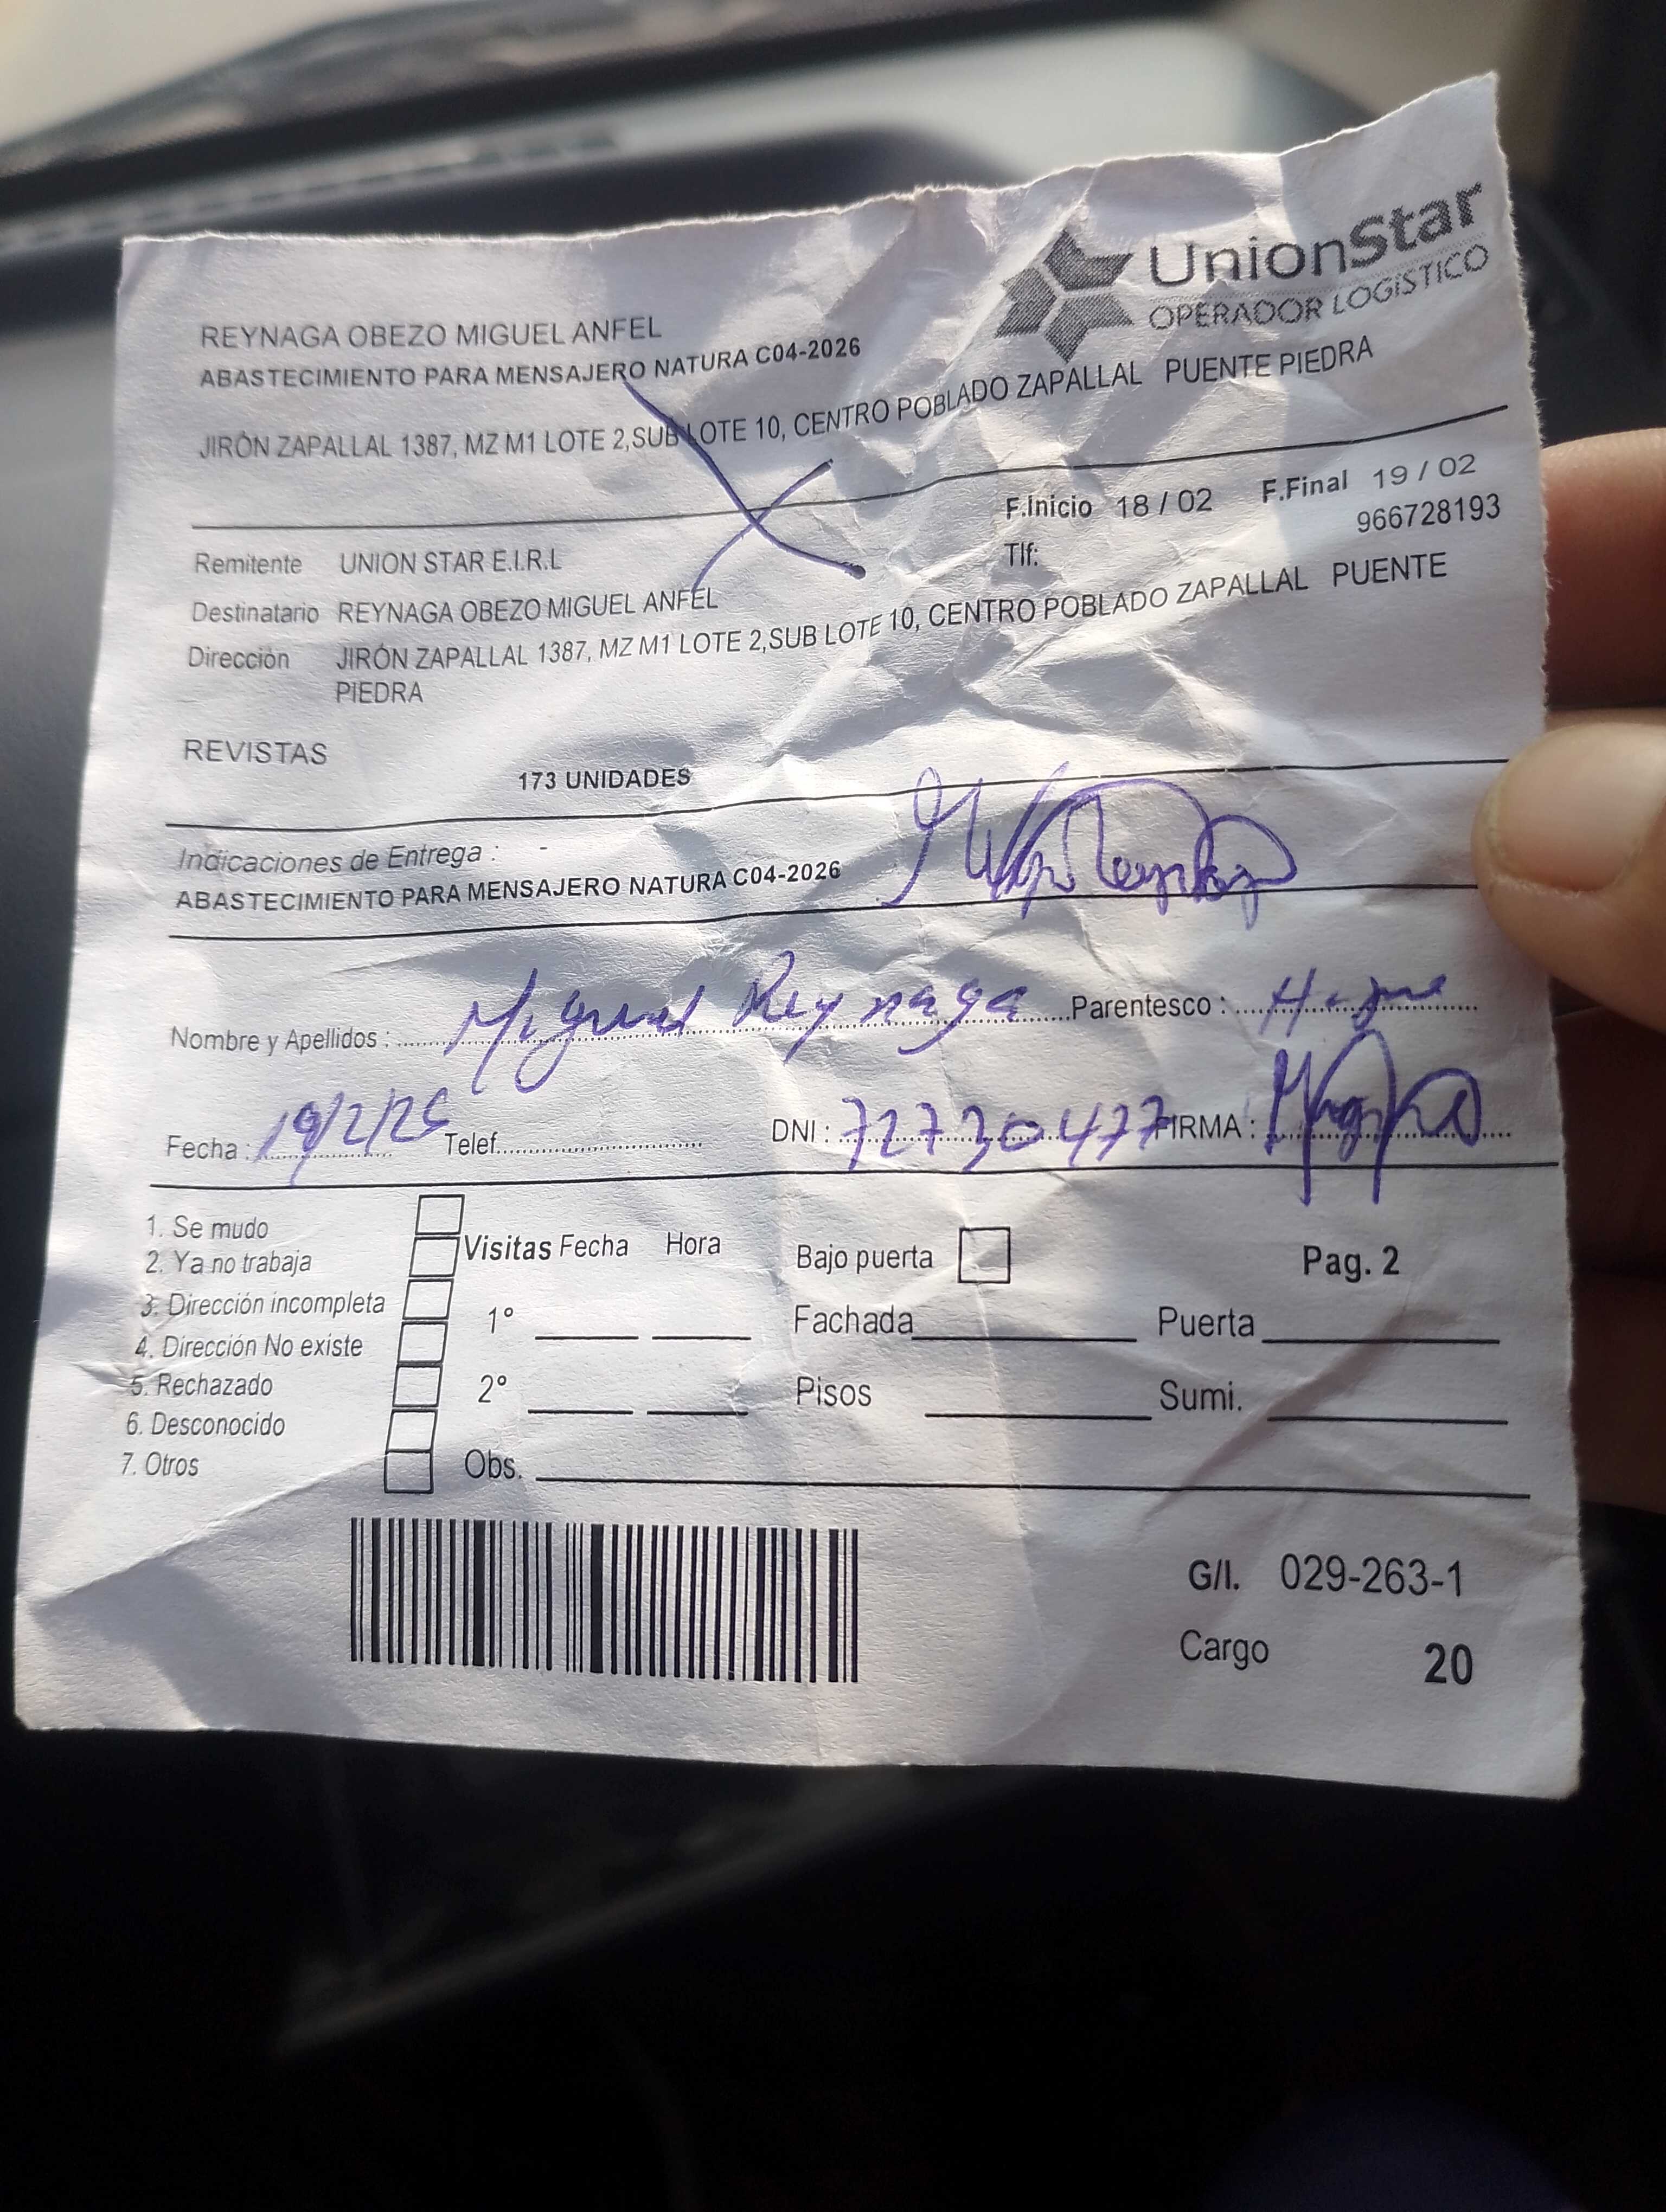 UnionStar
OPERADOR LOGÍSTICO
REYNAGA OBEZO MIGUEL ANFEL
ABASTECIMIENTO PARA MENSAJERO NATURA C04-2026
JIRÓN ZAPALLAL 1387, MZ M1 LOTE 2,SUB LOTE 10, CENTRO POBLADO ZAPALLAL PUENTE PIEDRA
F.Inicio 18 / 02 F.Final 19 / 02
Remitente UNION STAR E.I.R.L Tlf: 966728193
Destinatario REYNAGA OBEZO MIGUEL ANFEL
Dirección JIRÓN ZAPALLAL 1387, MZ M1 LOTE 2,SUB LOTE 10, CENTRO POBLADO ZAPALLAL PUENTE
PIEDRA
REVISTAS
173 UNIDADES
Indicaciones de Entrega : -
ABASTECIMIENTO PARA MENSAJERO NATURA C04-2026
Nombre y Apellidos : Miguel Reynaga Parentesco :
Fecha : 19/2/26 Telef. DNI : 72730477 FIRMA :
1. Se mudo
2. Ya no trabaja
3. Dirección incompleta
4. Dirección No existe
5. Rechazado
6. Desconocido
7. Otros
Visitas Fecha Hora
1°
2°
Obs.
Bajo puerta Pag. 2
Fachada Puerta
Pisos Sumi.
G/I. 029-263-1
Cargo 20